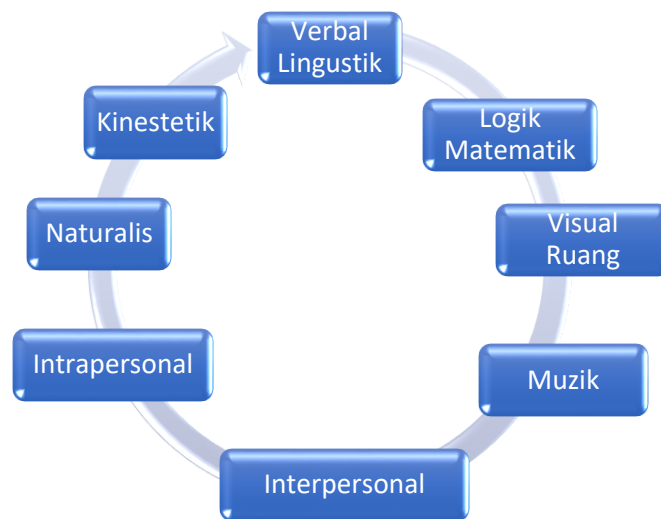 Verbal
Lingustik
Logik
Matematik
Visual
Ruang
Muzik
Interpersonal
Intrapersonal
Naturalis
Kinestetik